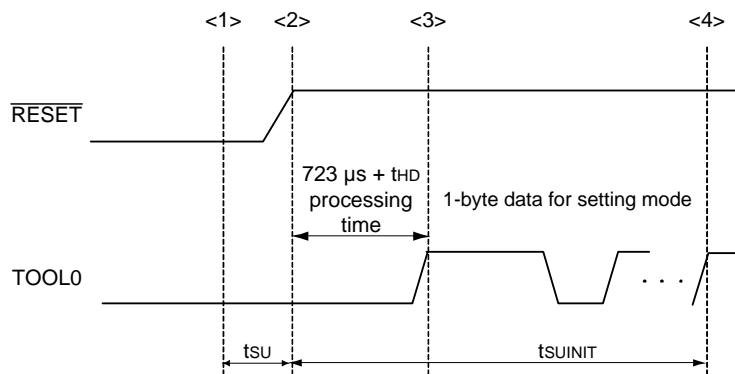 <1> <2> <3> <4>
RESET
723 µs + tHD
processing
time
1-byte data for setting mode
TOOL0
. . .
tSU
tSUINIT